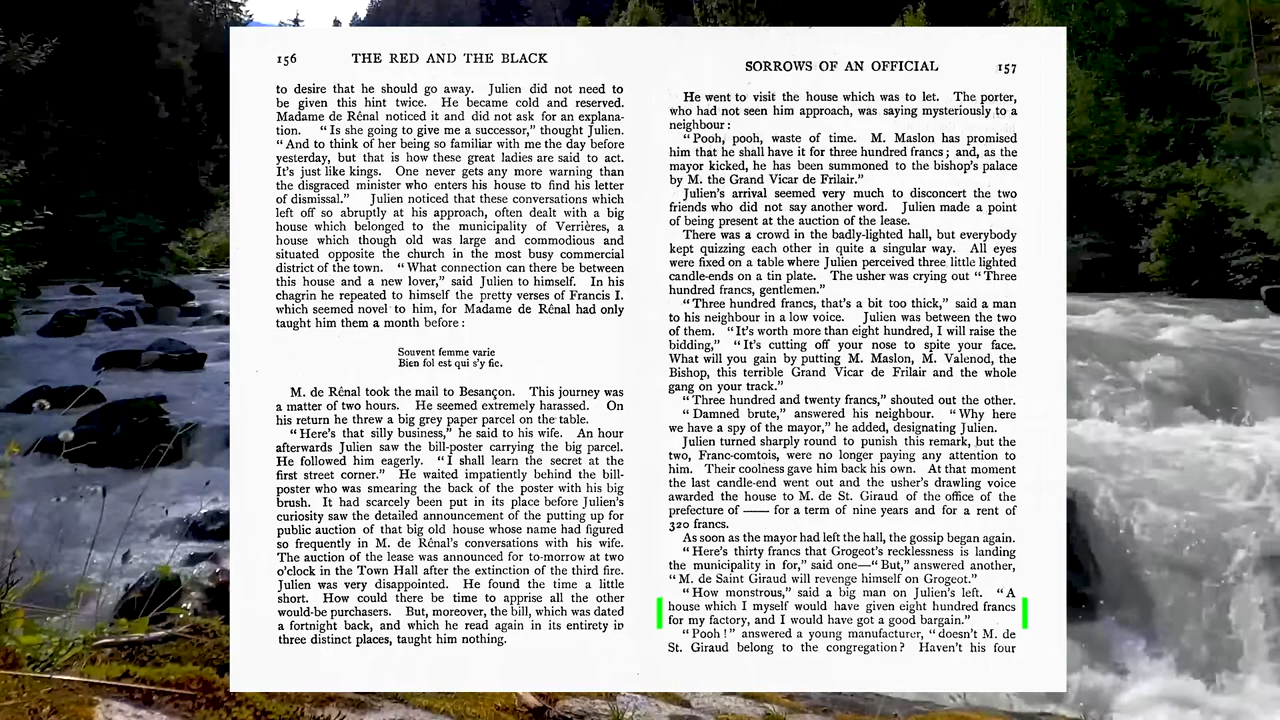 156 THE RED AND THE BLACK
to desire that he should go away. Julien did not need to
be given this hint twice. He became cold and reserved.
Madame de Rênal noticed it and did not ask for an explana-
tion. "Is she going to give me a successor," thought Julien.
"And to think of her being so familiar with me the day before
yesterday, but that is how these great ladies are said to act.
It's just like kings. One never gets any more warning than
the disgraced minister who enters his house to find his letter
of dismissal." Julien noticed that these conversations which
left off so abruptly at his approach, often dealt with a big
house which belonged to the municipality of Verrières, a
house which though old was large and commodious and
situated opposite the church in the most busy commercial
district of the town. "What connection can there be between
this house and a new lover," said Julien to himself. In his
chagrin he repeated to himself the pretty verses of Francis I.
which seemed novel to him, for Madame de Rênal had only
taught him them a month before:
Souvent femme varie
Bien fol est qui s'y fie.
M. de Rênal took the mail to Besançon. This journey was
a matter of two hours. He seemed extremely harassed. On
his return he threw a big grey paper parcel on the table.
"Here's that silly business," he said to his wife. An hour
afterwards Julien saw the bill-poster carrying the big parcel.
He followed him eagerly. "I shall learn the secret at the
first street corner." He waited impatiently behind the bill-
poster who was smearing the back of the poster with his big
brush. It had scarcely been put in its place before Julien's
curiosity saw the detailed announcement of the putting up for
public auction of that big old house whose name had figured
so frequently in M. de Rênal's conversations with his wife.
The auction of the lease was announced for to-morrow at two
o'clock in the Town Hall after the extinction of the third fire.
Julien was very disappointed. He found the time a little
short. How could there be time to apprise all the other
would-be purchasers. But, moreover, the bill, which was dated
a fortnight back, and which he read again in its entirety in
three distinct places, taught him nothing.
SORROWS OF AN OFFICIAL 157
He went to visit the house which was to let. The porter,
who had not seen him approach, was saying mysteriously to a
neighbour:
"Pooh, pooh, waste of time. M. Maslon has promised
him that he shall have it for three hundred francs; and, as the
mayor kicked, he has been summoned to the bishop's palace
by M. the Grand Vicar de Frilair."
Julien's arrival seemed very much to disconcert the two
friends who did not say another word. Julien made a point
of being present at the auction of the lease.
There was a crowd in the badly-lighted hall, but everybody
kept quizzing each other in quite a singular way. All eyes
were fixed on a table where Julien perceived three little lighted
candle-ends on a tin plate. The usher was crying out "Three
hundred francs, gentlemen."
"Three hundred francs, that's a bit too thick," said a man
to his neighbour in a low voice. Julien was between the two
of them. "It's worth more than eight hundred, I will raise the
bidding," "It's cutting off your nose to spite your face.
What will you gain by putting M. Maslon, M. Valenod, the
Bishop, this terrible Grand Vicar de Frilair and the whole
gang on your track."
"Three hundred and twenty francs," shouted out the other.
"Damned brute," answered his neighbour. "Why here
we have a spy of the mayor," he added, designating Julien.
Julien turned sharply round to punish this remark, but the
two, Franc-comtois, were no longer paying any attention to
him. Their coolness gave him back his own. At that moment
the last candle-end went out and the usher's drawling voice
awarded the house to M. de St. Giraud of the office of the
prefecture of —— for a term of nine years and for a rent of
320 francs.
As soon as the mayor had left the hall, the gossip began again.
"Here's thirty francs that Grogeot's recklessness is landing
the municipality in for," said one—"But," answered another,
"M. de Saint Giraud will revenge himself on Grogeot."
"How monstrous," said a big man on Julien's left. "A
house which I myself would have given eight hundred francs
for my factory, and I would have got a good bargain."
"Pooh!" answered a young manufacturer, "doesn't M. de
St. Giraud belong to the congregation? Haven't his four